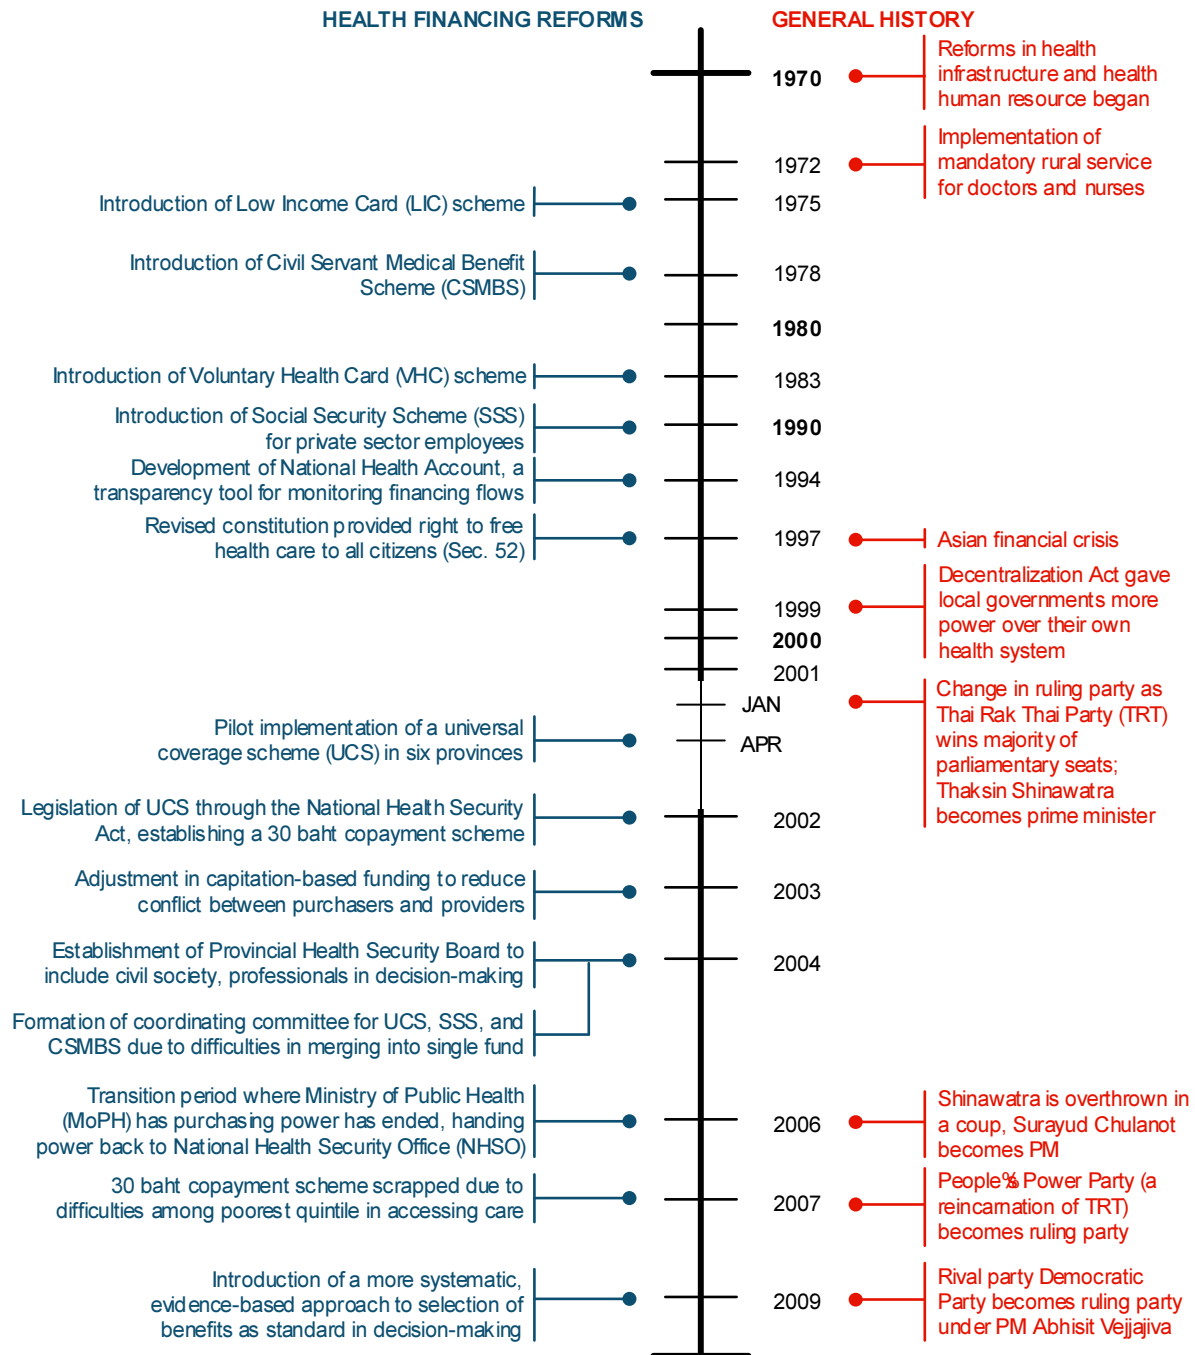 HEALTH FINANCING REFORMS
GENERAL HISTORY
1970
Reforms in health
infrastructure and health
human resource began
1972
Implementation of
mandatory rural service
for doctors and nurses
Introduction of Low Income Card (LIC) scheme
1975
Introduction of Civil Servant Medical Benefit
Scheme (CSMBS)
1978
1980
Introduction of Voluntary Health Card (VHC) scheme
1983
Introduction of Social Security Scheme (SSS)
for private sector employees
1990
Development of National Health Account, a
transparency tool for monitoring financing flows
1994
Revised constitution provided right to free
health care to all citizens (Sec. 52)
1997
Asian financial crisis
1999
Decentralization Act gave
local governments more
power over their own
health system
2000
2001
JAN
Change in ruling party as
Thai Rak Thai Party (TRT)
wins majority of
parliamentary seats;
Thaksin Shinawatra
becomes prime minister
Pilot implementation of a universal
coverage scheme (UCS) in six provinces
APR
Legislation of UCS through the National Health Security
Act, establishing a 30 baht copayment scheme
2002
Adjustment in capitation-based funding to reduce
conflict between purchasers and providers
2003
Establishment of Provincial Health Security Board to
include civil society, professionals in decision-making
2004
Formation of coordinating committee for UCS, SSS, and
CSMBS due to difficulties in merging into single fund
Transition period where Ministry of Public Health
(MoPH) has purchasing power has ended, handing
power back to National Health Security Office (NHSO)
2006
Shinawatra is overthrown in
a coup, Surayud Chulanot
becomes PM
30 baht copayment scheme scrapped due to
difficulties among poorest quintile in accessing care
2007
People% Power Party (a
reincarnation of TRT)
becomes ruling party
Introduction of a more systematic,
evidence-based approach to selection of
benefits as standard in decision-making
2009
Rival party Democratic
Party becomes ruling party
under PM Abhisit Vejjajiva